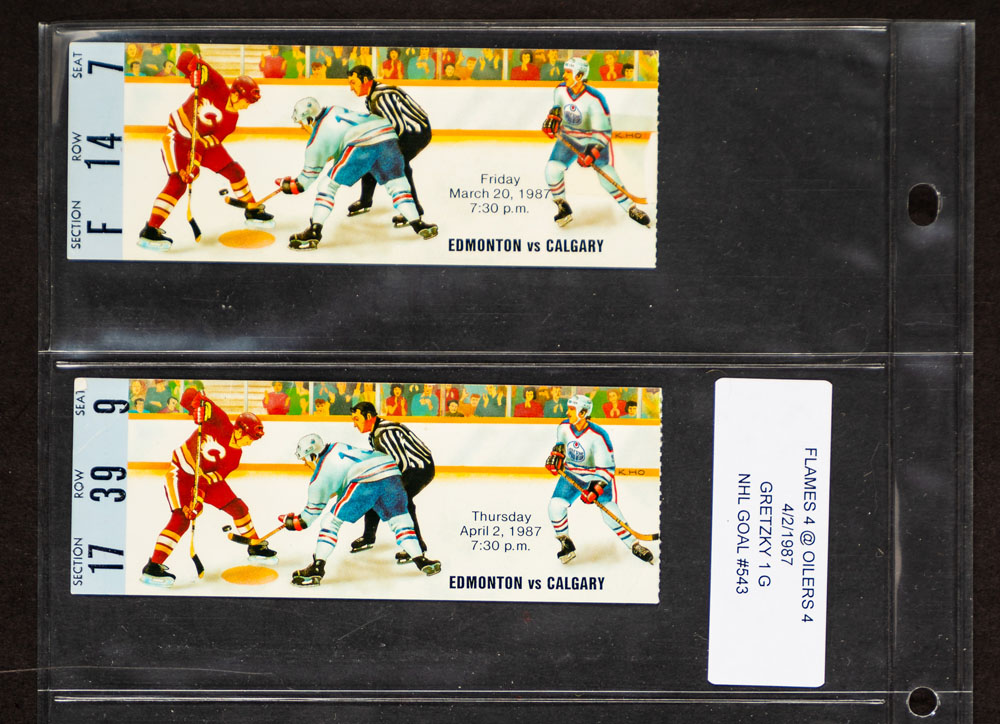 SECTION F ROW 14 SEAT 7
K.HO
Friday
March 20, 1987
7:30 p.m.
EDMONTON vs CALGARY
SECTION 17 ROW 39 SEAT 9
K.HO
Thursday
April 2, 1987
7:30 p.m.
EDMONTON vs CALGARY
FLAMES 4 @ OILERS 4
4/2/1987
GRETZKY 1 G
NHL GOAL #543